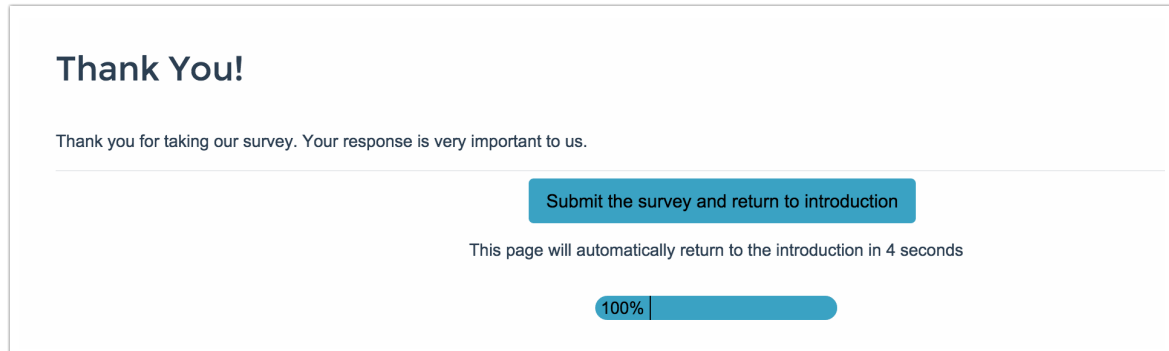 Thank You!
Thank you for taking our survey. Your response is very important to us.
Submit the survey and return to introduction
This page will automatically return to the introduction in 4 seconds
100%